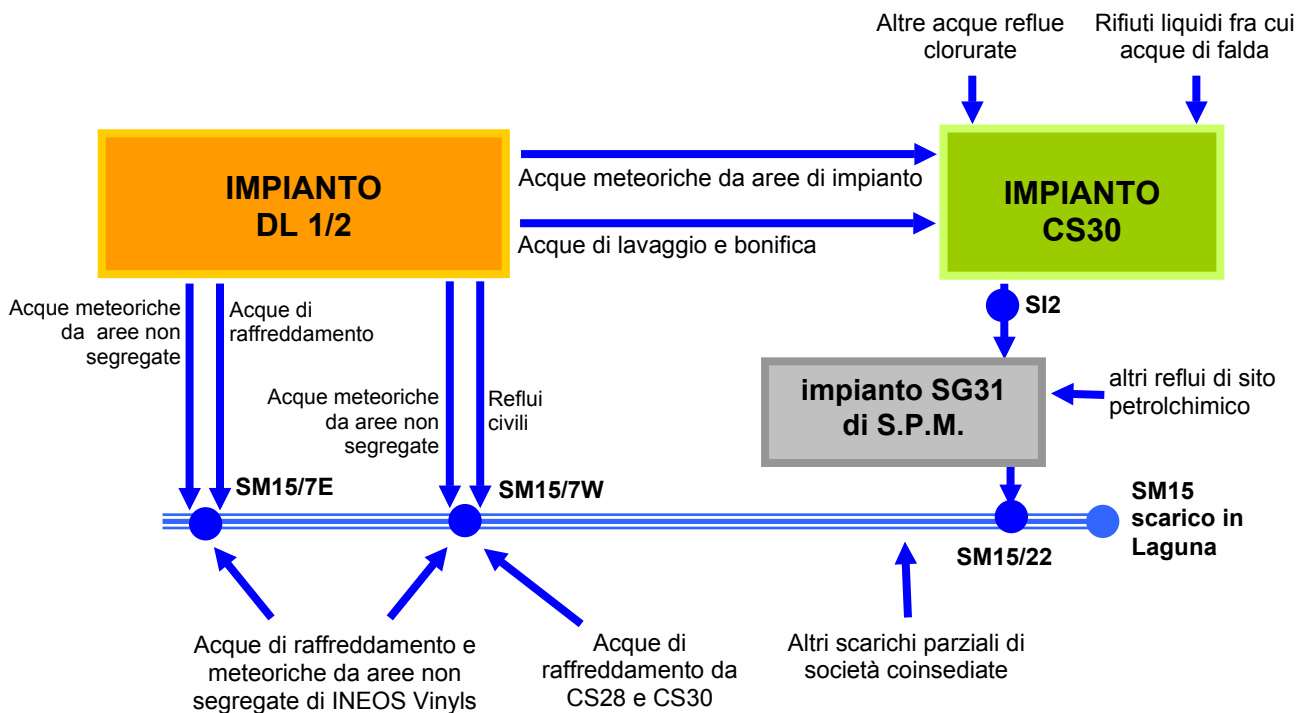 Altre acque reflue
clorurate
Rifiuti liquidi fra cui
acque di falda
IMPIANTO
DL 1/2
Acque meteoriche da aree di impianto
Acque di lavaggio e bonifica
IMPIANTO
CS30
Acque meteoriche
da aree non
segregate
Acque di
raffreddamento
Acque meteoriche
da aree non
segregate
Reflui
civili
SI2
impianto SG31
di S.P.M.
altri reflui di sito
petrolchimico
SM15/7E
SM15/7W
SM15/22
SM15
scarico in
Laguna
Acque di raffreddamento e
meteoriche da aree non
segregate di INEOS Vinyls
Acque di
raffreddamento da
CS28 e CS30
Altri scarichi parziali di
società coinsediate